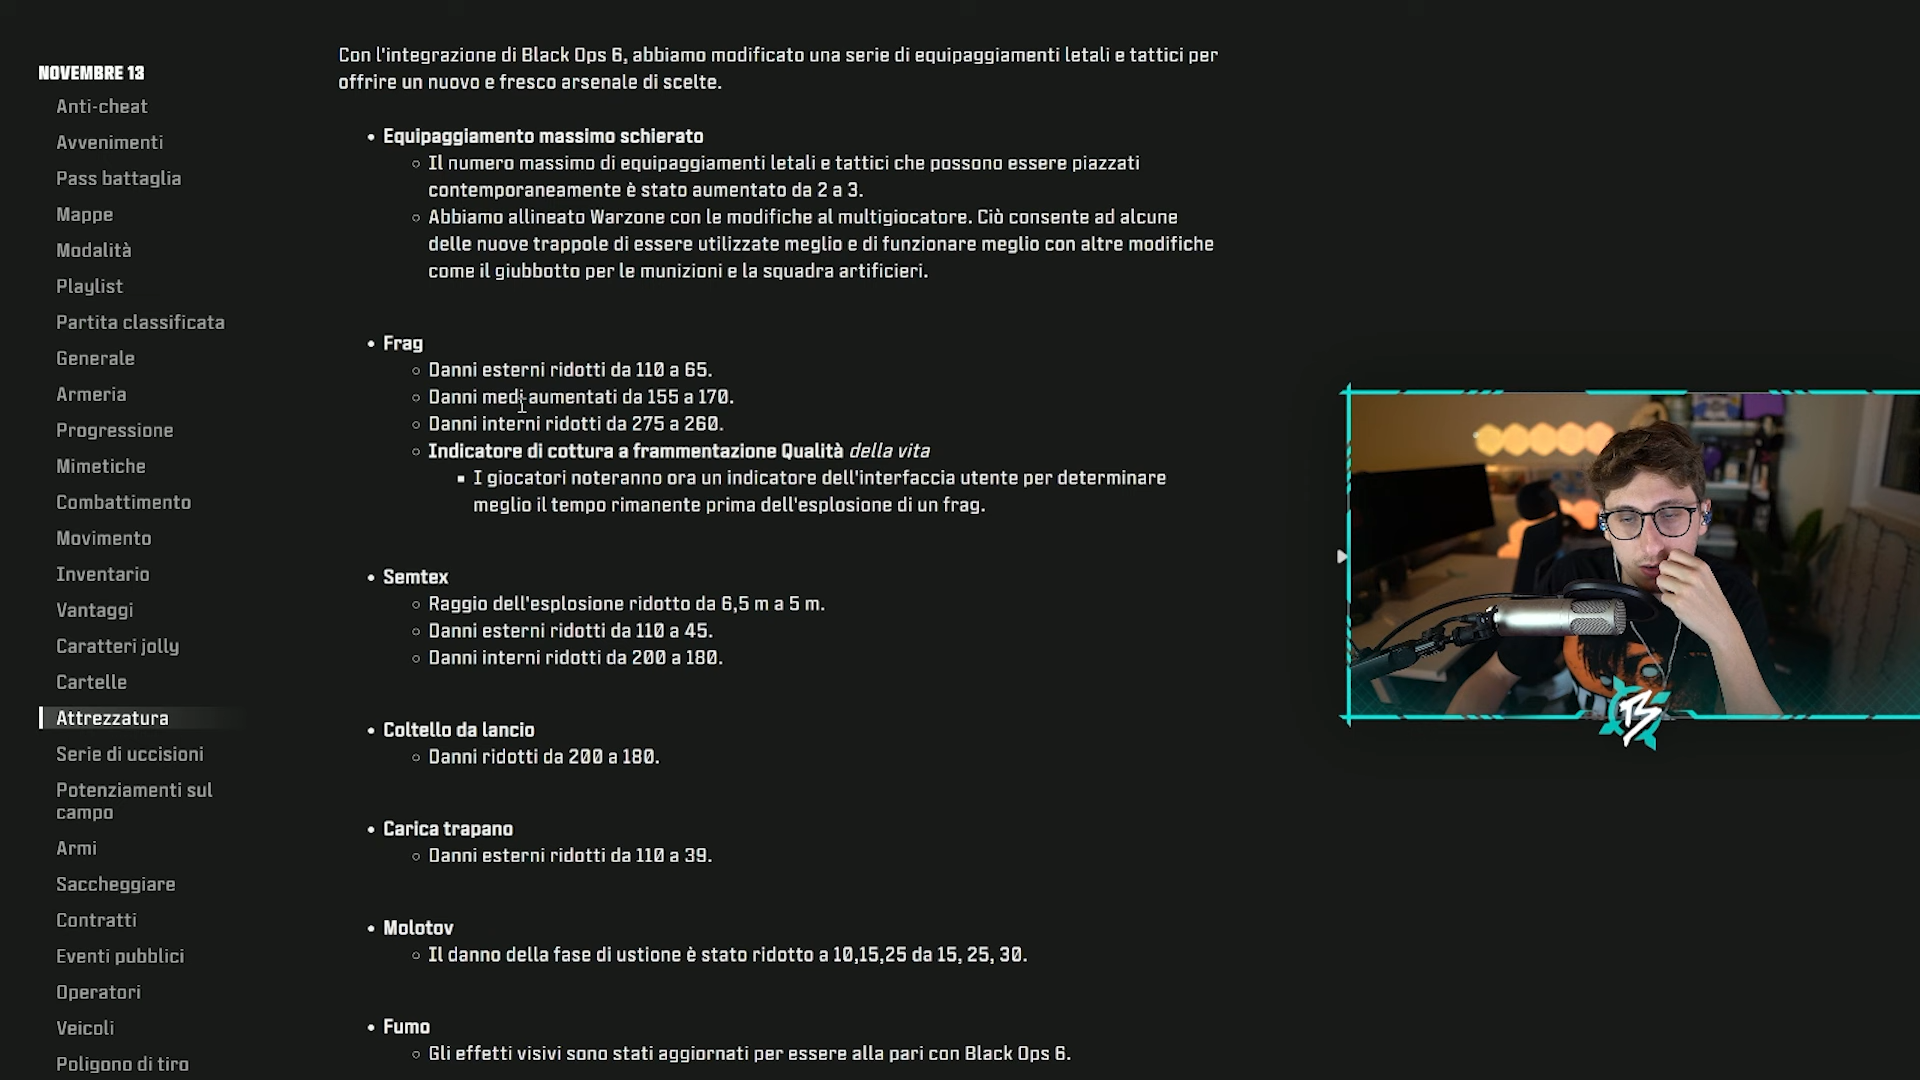 NOVEMBRE 13
Anti-cheat
Avvenimenti
Pass battaglia
Mappe
Modalità
Playlist
Partita classificata
Generale
Armeria
Progressione
Mimetiche
Combattimento
Movimento
Inventario
Vantaggi
Caratteri jolly
Cartelle
Attrezzatura
Serie di uccisioni
Potenziamenti sul
campo
Armi
Saccheggiare
Contratti
Eventi pubblici
Operatori
Veicoli
Poligono di tiro
Con l'integrazione di Black Ops 6, abbiamo modificato una serie di equipaggiamenti letali e tattici per
offrire un nuovo e fresco arsenale di scelte.
• Equipaggiamento massimo schierato
○ Il numero massimo di equipaggiamenti letali e tattici che possono essere piazzati
contemporaneamente è stato aumentato da 2 a 3.
○ Abbiamo allineato Warzone con le modifiche al multigiocatore. Ciò consente ad alcune
delle nuove trappole di essere utilizzate meglio e di funzionare meglio con altre modifiche
come il giubbotto per le munizioni e la squadra artificieri.
• Frag
○ Danni esterni ridotti da 110 a 65.
○ Danni medi aumentati da 155 a 170.
○ Danni interni ridotti da 275 a 260.
○ Indicatore di cottura a frammentazione Qualità della vita
▪ I giocatori noteranno ora un indicatore dell'interfaccia utente per determinare
meglio il tempo rimanente prima dell'esplosione di un frag.
• Semtex
○ Raggio dell'esplosione ridotto da 6,5 m a 5 m.
○ Danni esterni ridotti da 110 a 45.
○ Danni interni ridotti da 200 a 180.
• Coltello da lancio
○ Danni ridotti da 200 a 180.
• Carica trapano
○ Danni esterni ridotti da 110 a 39.
• Molotov
○ Il danno della fase di ustione è stato ridotto a 10,15,25 da 15, 25, 30.
• Fumo
○ Gli effetti visivi sono stati aggiornati per essere alla pari con Black Ops 6.
B